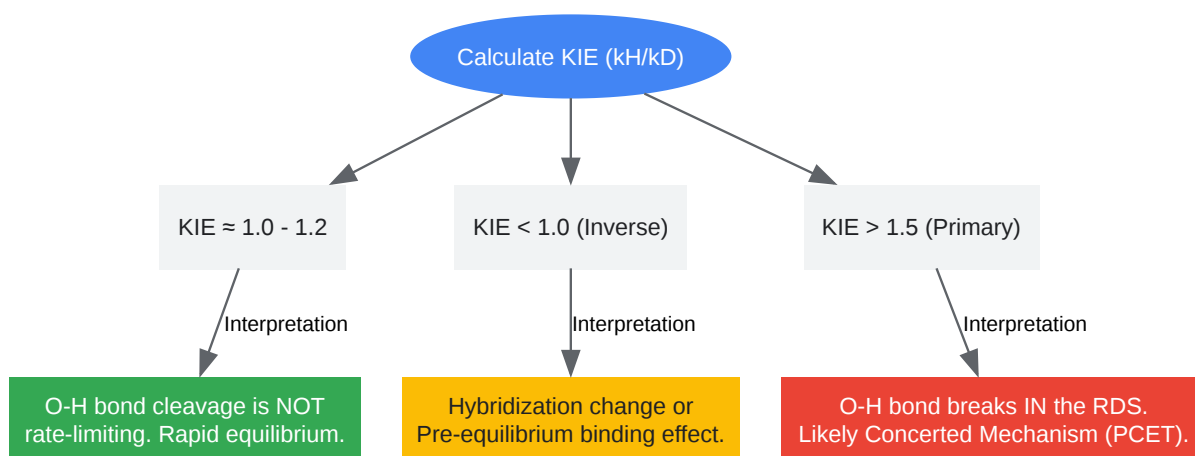 Calculate KIE (kH/kD)
KIE ≈ 1.0 - 1.2
KIE < 1.0 (Inverse)
KIE > 1.5 (Primary)
Interpretation
Interpretation
Interpretation
O-H bond cleavage is NOT
rate-limiting. Rapid equilibrium.
Hybridization change or
Pre-equilibrium binding effect.
O-H bond breaks IN the RDS.
Likely Concerted Mechanism (PCET).